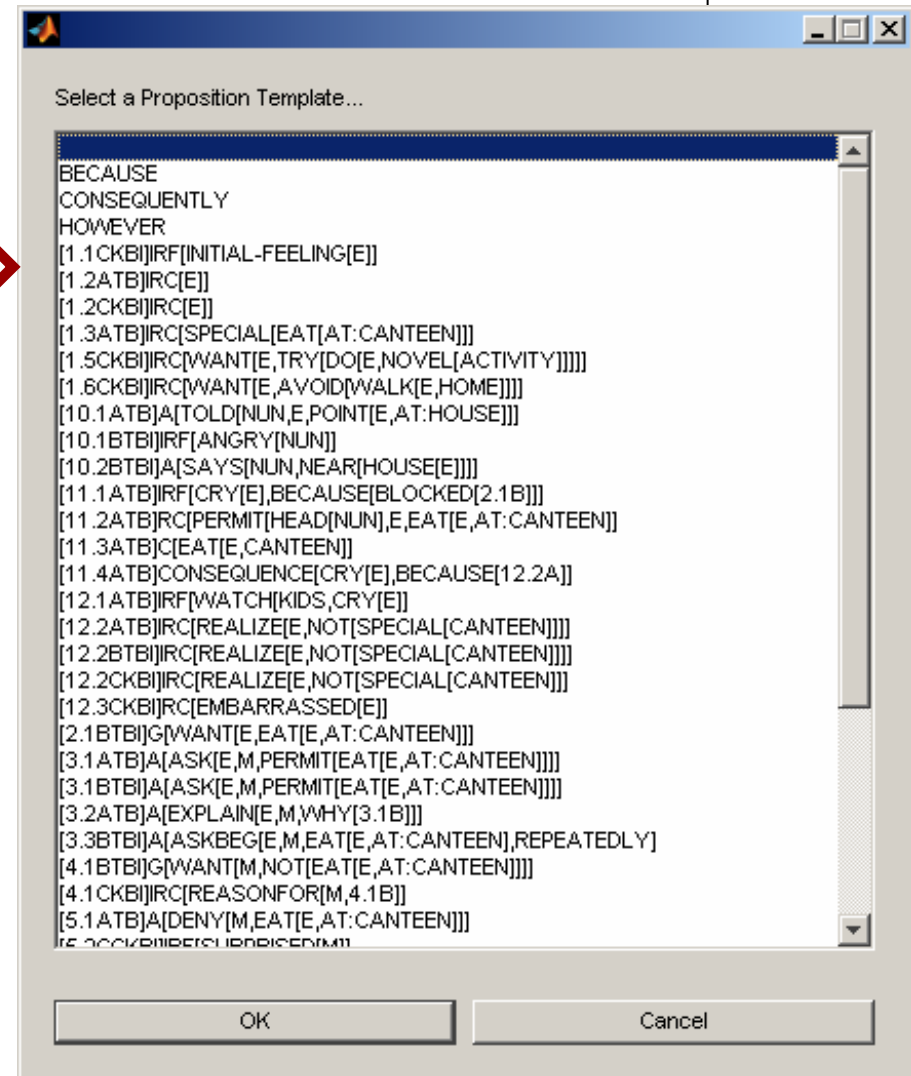 Select a Proposition Template...
BECAUSE
CONSEQUENTLY
HOWEVER
[1.1CKBI]IRF[INITIAL-FEELING[E]]
[1.2ATB]IRC[E]]
[1.2CKB]IRC[E]]
[1.3ATB]IRC[SPECIAL[EAT[AT:CANTEEN]]]
[1.5CKBI]IRC[WANT[E,TRY[DO[E,NOVEL[ACTIVITY]]]]]
[1.6CKBI]IRC[WANT[E,AVOID[WALK[E,HOME]]]]
[10.1ATB]A[TOLD[NUN,E,POINT[E,AT:HOUSE]]]
[10.1BTBI]IRF[ANGRY[NUN]]
[10.2BTBI]A[SAYS[NUN,NEAR[HOUSE[E]]]]
[11.1ATB]IRF[CRY[E],BECAUSE[BLOCKED[2.1B]]]
[11.2ATB]RC[PERMIT[HEAD[NUN],E,EAT[E,AT:CANTEEN]]
[11.3ATB]C[EAT[E,CANTEEN]]
[11.4ATB]CONSEQUENCE[CRY[E],BECAUSE[12.2A]]
[12.1ATB]IRF[WATCH[KIDS,CRY[E]]
[12.2ATB]IRC[REALIZE[E,NOT[SPECIAL[CANTEEN]]]]
[12.2BTBI]IRC[REALIZE[E,NOT[SPECIAL[CANTEEN]]]]
[12.2CKBI]IRC[REALIZE[E,NOT[SPECIAL[CANTEEN]]]
[12.3CKBI]RC[EMBARRASSED[E]]
[2.1BTBI]G[WANT[E,EAT[E,AT:CANTEEN]]]
[3.1ATB]A[ASK[E,M,PERMIT[EAT[E,AT:CANTEEN]]]]
[3.1BTBI]A[ASK[E,M,PERMIT[EAT[E,AT:CANTEEN]]]]
[3.2ATB]A[EXPLAIN[E,M,WHY[3.1B]]]
[3.3BTBI]A[ASKBEG[E,M,EAT[E,AT:CANTEEN],REPEATEDLY]
[4.1BTBI]G[WANT[M,NOT[EAT[E,AT:CANTEEN]]]]
[4.1CKBI]IRC[REASONFOR[M,4.1B]]
[5.1ATB]A[DENY[M,EAT[E,AT:CANTEEN]]]
OK Cancel